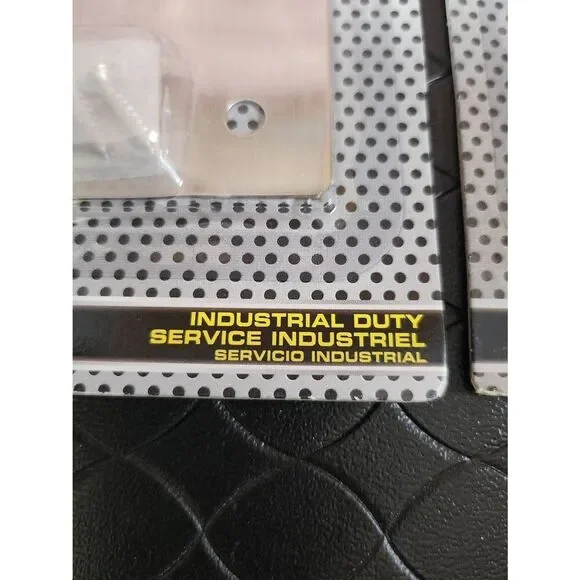 INDUSTRIAL DUTY
SERVICE INDUSTRIEL
SERVICIO INDUSTRIAL